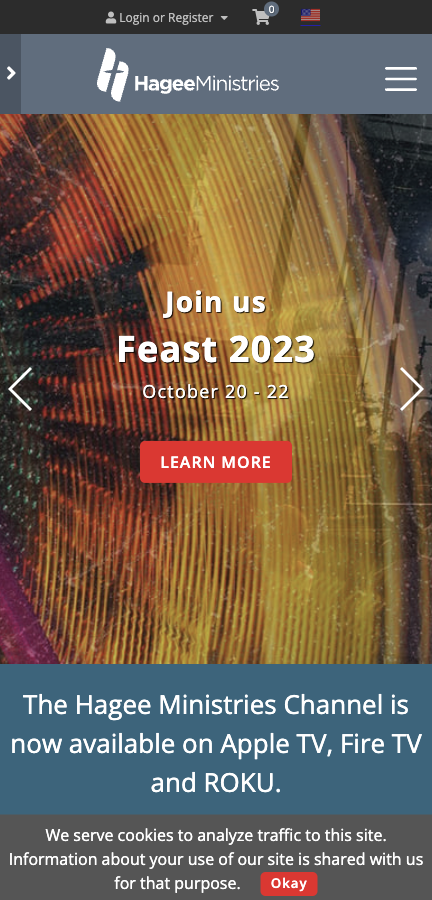 Login or Register
0
HageeMinistries
Join us
Feast 2023
October 20 - 22
LEARN MORE
The Hagee Ministries Channel is
now available on Apple TV, Fire TV
and ROKU.
We serve cookies to analyze traffic to this site.
Information about your use of our site is shared with us
for that purpose. Okay